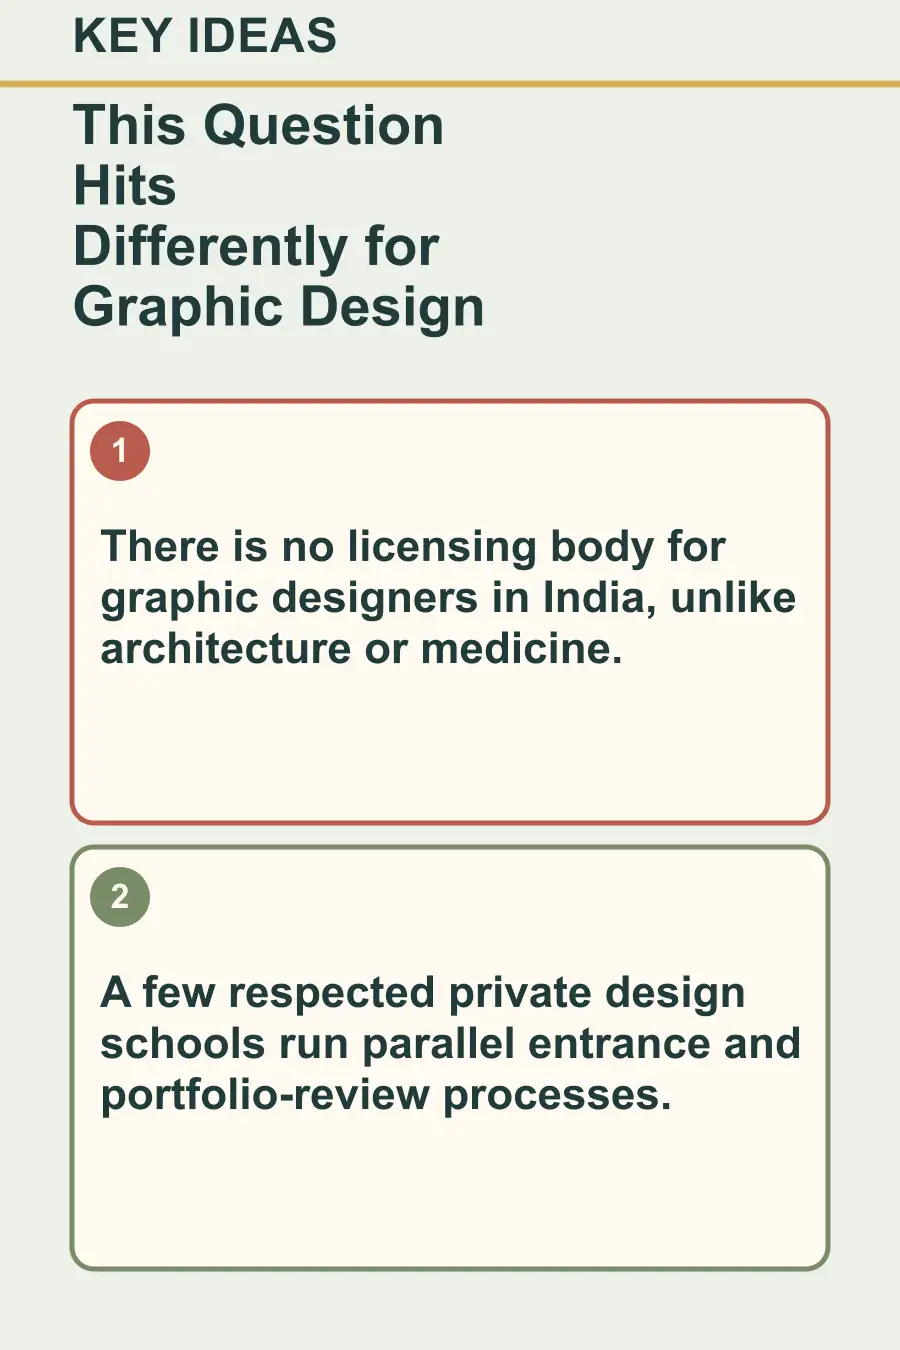 KEY IDEAS
This Question
Hits
Differently for
Graphic Design
1
There is no licensing body for
graphic designers in India, unlike
architecture or medicine.
2
A few respected private design
schools run parallel entrance and
portfolio-review processes.